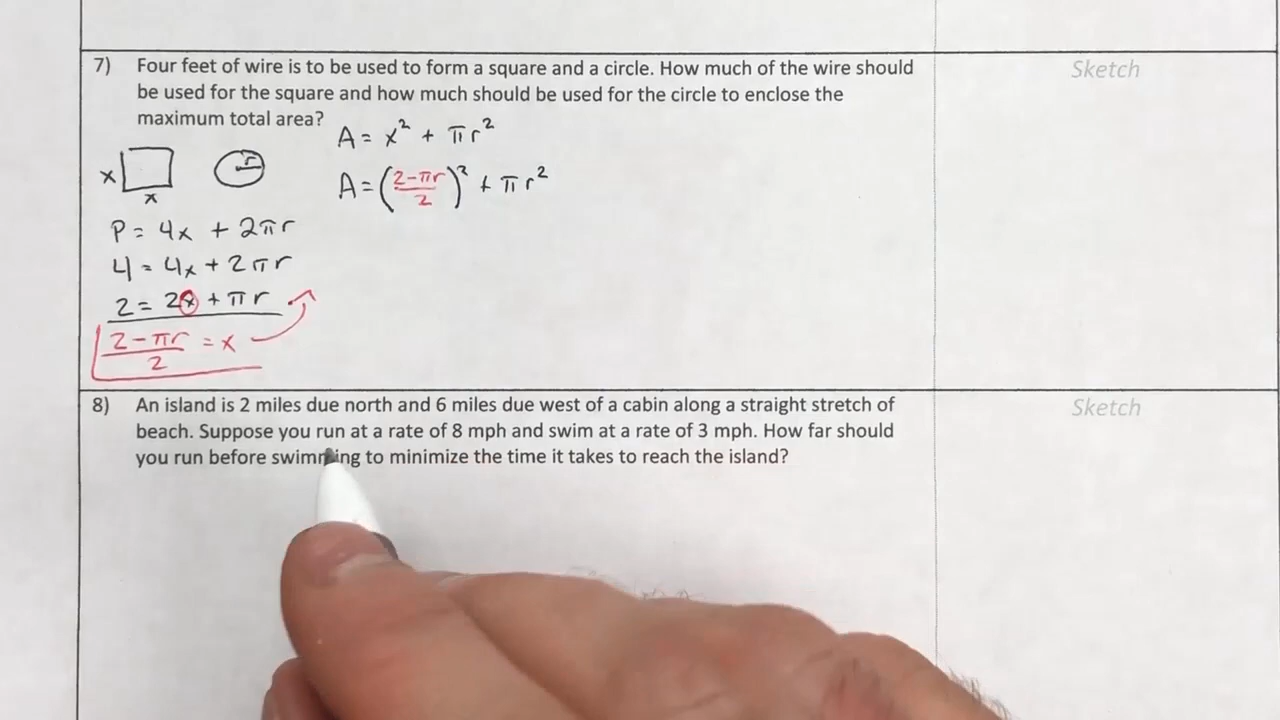 7) Four feet of wire is to be used to form a square and a circle. How much of the wire should
be used for the square and how much should be used for the circle to enclose the
maximum total area?
Sketch
A = x² + πr²
x
r
x
A = ((2-πr)/2)² + πr²
P = 4x + 2πr
4 = 4x + 2πr
2 = 2x + πr
(2-πr)/2 = x
8) An island is 2 miles due north and 6 miles due west of a cabin along a straight stretch of
beach. Suppose you run at a rate of 8 mph and swim at a rate of 3 mph. How far should
you run before swimming to minimize the time it takes to reach the island?
Sketch